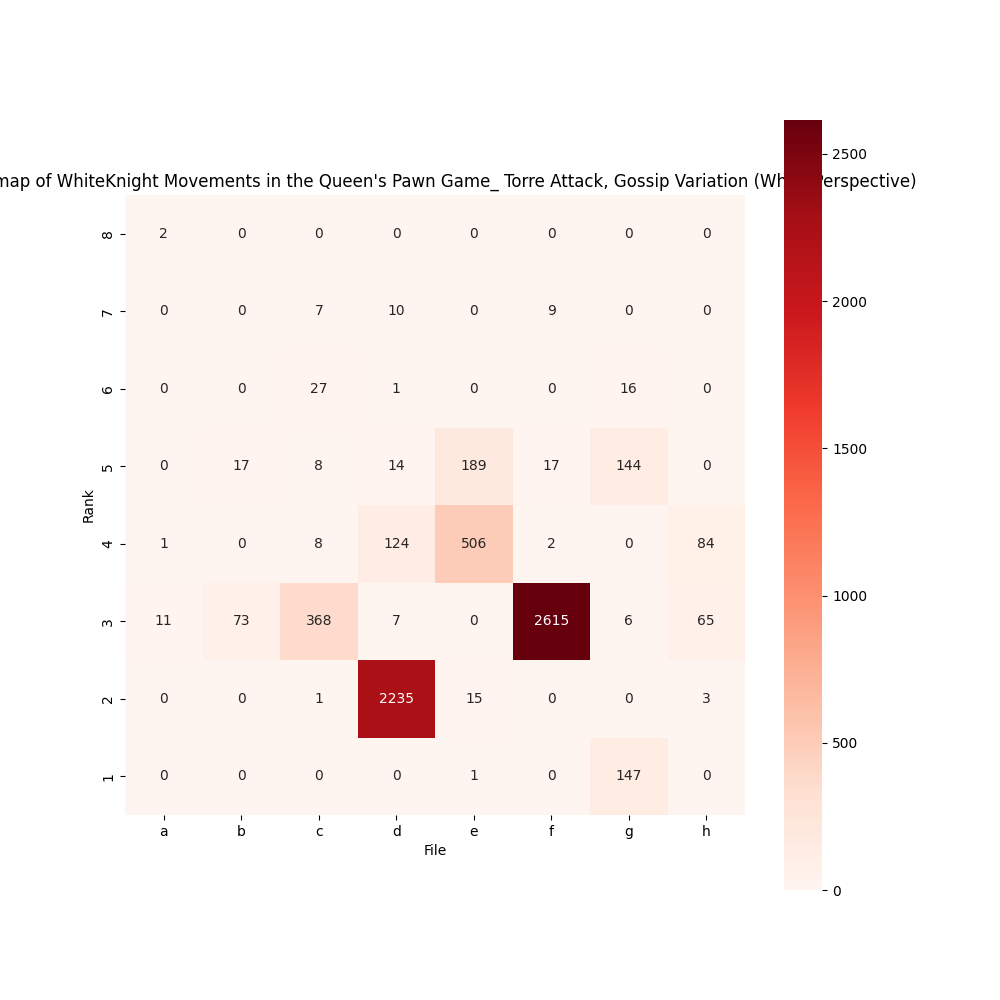 map of WhiteKnight Movements in the Queen's Pawn Game_ Torre Attack, Gossip Variation (Wh Perspective)
2500
2000
1500
1000
500
0
Rank
8 2 0 0 0 0 0 0 0
7 0 0 7 10 0 9 0 0
6 0 0 27 1 0 0 16 0
5 0 17 8 14 189 17 144 0
4 1 0 8 124 506 2 0 84
3 11 73 368 7 0 2615 6 65
2 0 0 1 2235 15 0 0 3
1 0 0 0 0 1 0 147 0
a b c d e f g h
File